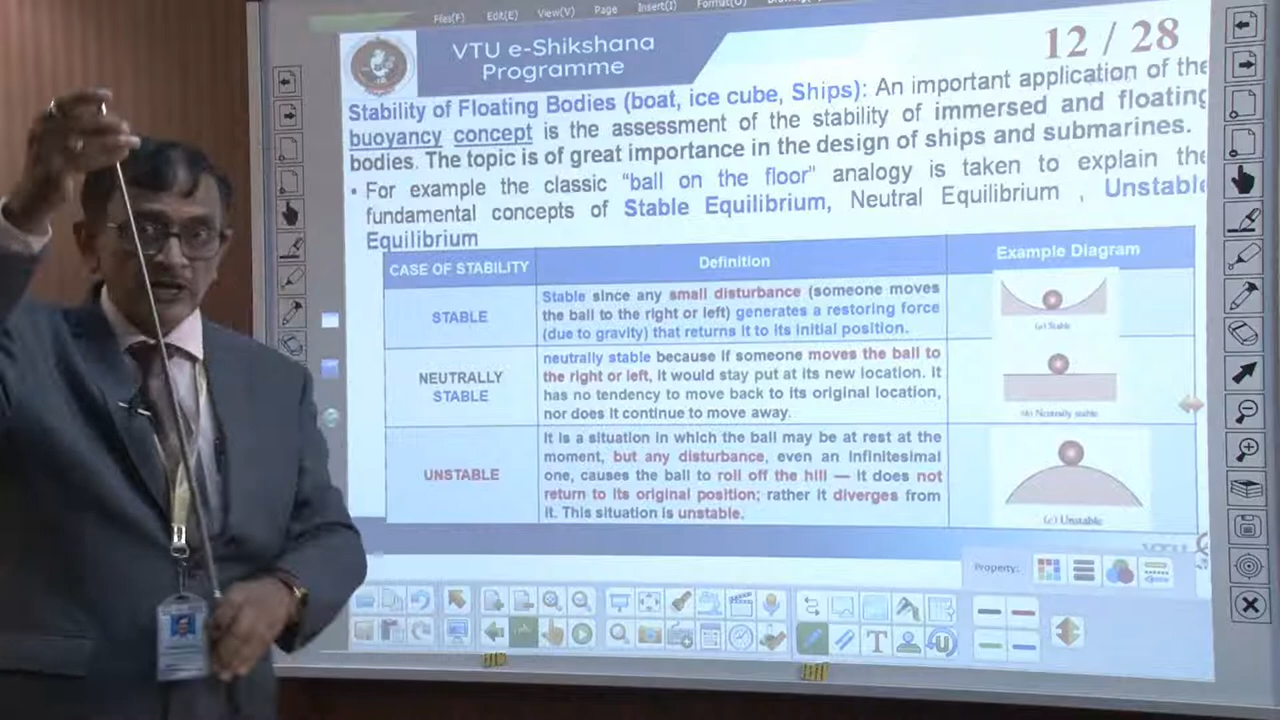 Files(F) Edit(E) View(V) Page Insert(I) Format(O)
VTU e-Shikshana
Programme
12 / 28
Stability of Floating Bodies (boat, ice cube, Ships): An important application of the
buoyancy concept is the assessment of the stability of immersed and floating
bodies. The topic is of great importance in the design of ships and submarines.
• For example the classic "ball on the floor" analogy is taken to explain the
fundamental concepts of Stable Equilibrium, Neutral Equilibrium , Unstable
Equilibrium
CASE OF STABILITY Definition Example Diagram
STABLE
Stable since any small disturbance (someone moves
the ball to the right or left) generates a restoring force
(due to gravity) that returns it to its initial position.
(a) Stable
NEUTRALLY
STABLE
neutrally stable because if someone moves the ball to
the right or left, it would stay put at its new location. It
has no tendency to move back to its original location,
nor does it continue to move away.
(b) Neutrally stable
UNSTABLE
It is a situation in which the ball may be at rest at the
moment, but any disturbance, even an infinitesimal
one, causes the ball to roll off the hill — it does not
return to its original position; rather it diverges from
it. This situation is unstable.
(c) Unstable
Property: